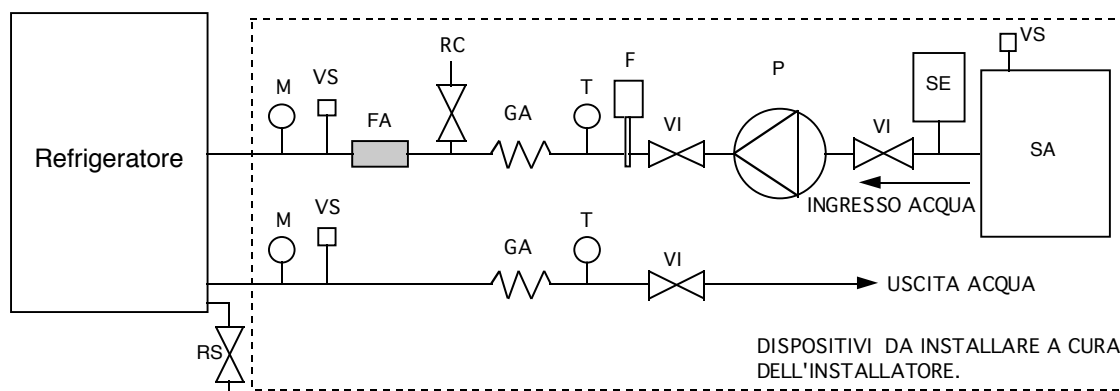 RC
F
VS
M
VS
T
P
SE
FA
GA
VI
VI
Refrigeratore
SA
INGRESSO ACQUA
VS
M
GA
T
VI
USCITA ACQUA
RS
DISPOSITIVI DA INSTALLARE A CURA
DELL'INSTALLATORE.